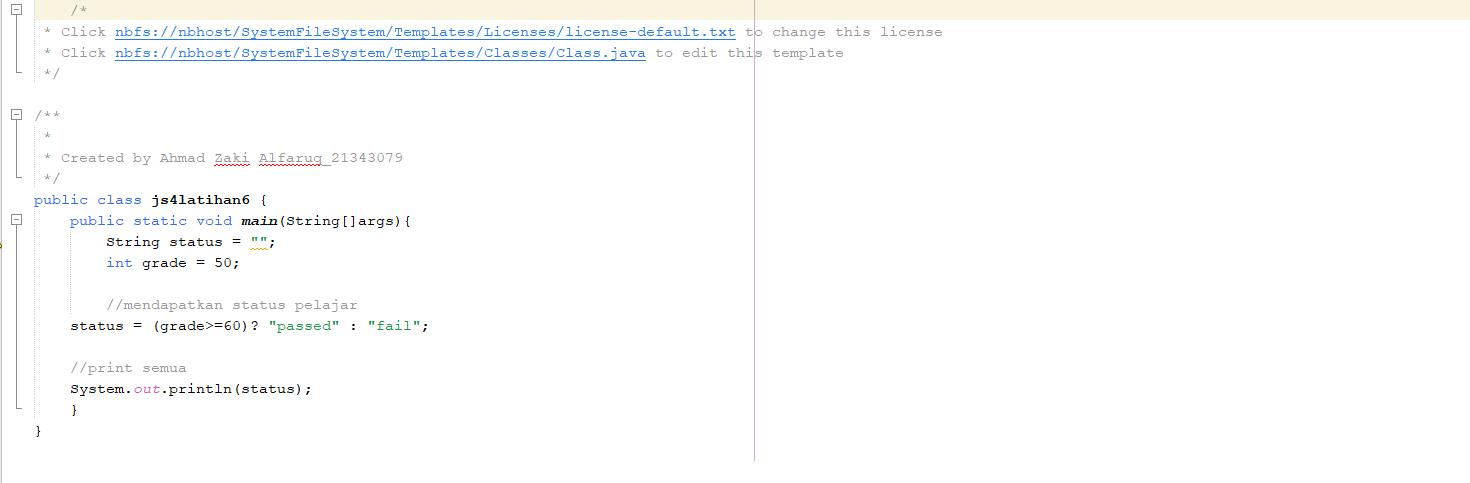 /*
* Click nbfs://nbhost/SystemFileSystem/Templates/Licenses/license-default.txt to change this license
* Click nbfs://nbhost/SystemFileSystem/Templates/Classes/Class.java to edit this template
*/
/**
*
* Created by Ahmad Zaki Alfaruq_21343079
*/
public class js4latihan6 {
public static void main(String[]args){
String status = "";
int grade = 50;
//mendapatkan status pelajar
status = (grade>=60)? "passed" : "fail";
//print semua
System.out.println(status);
}
}